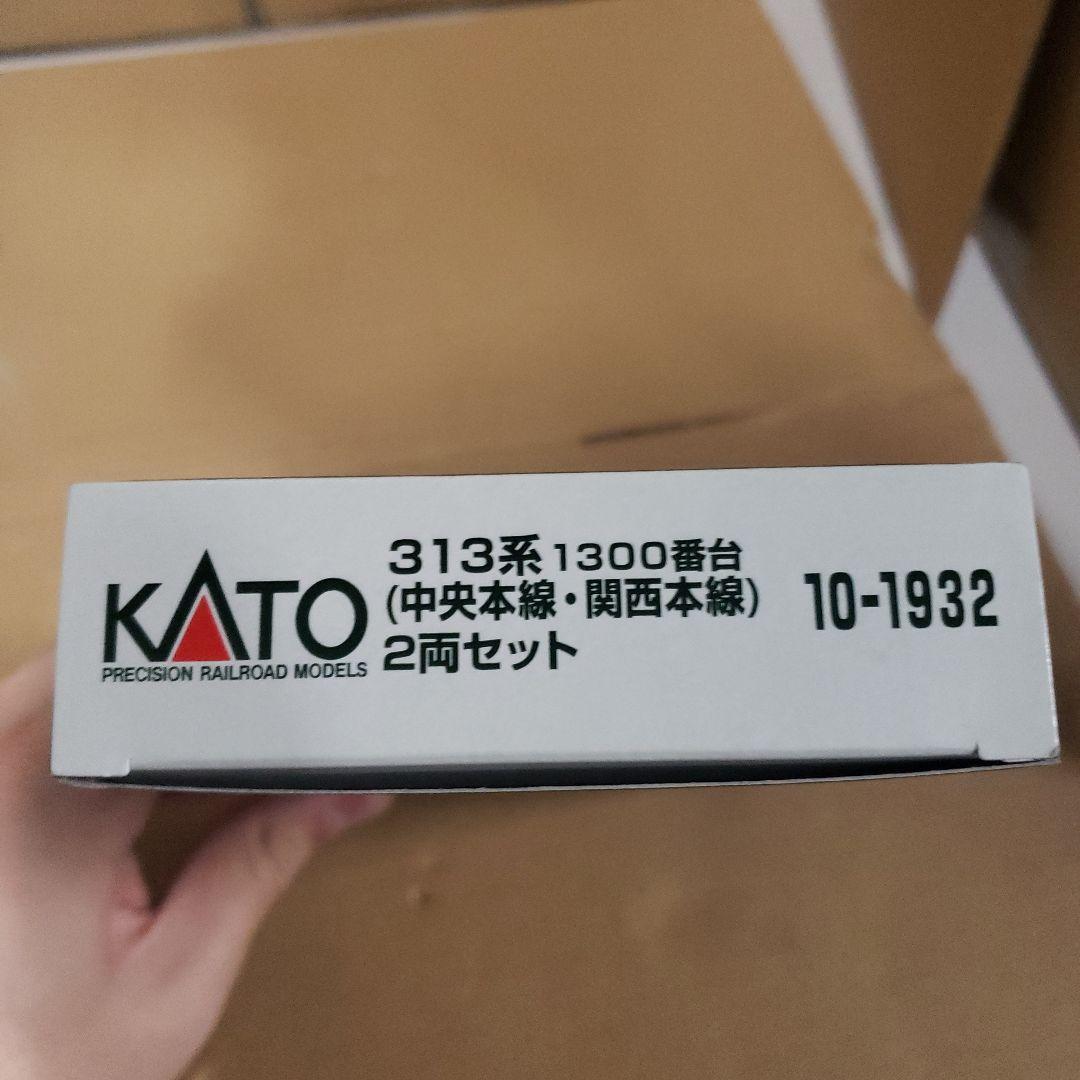 KATO
PRECISION RAILROAD MODELS
313系 1300番台
(中央本線・関西本線)
2両セット
10-1932